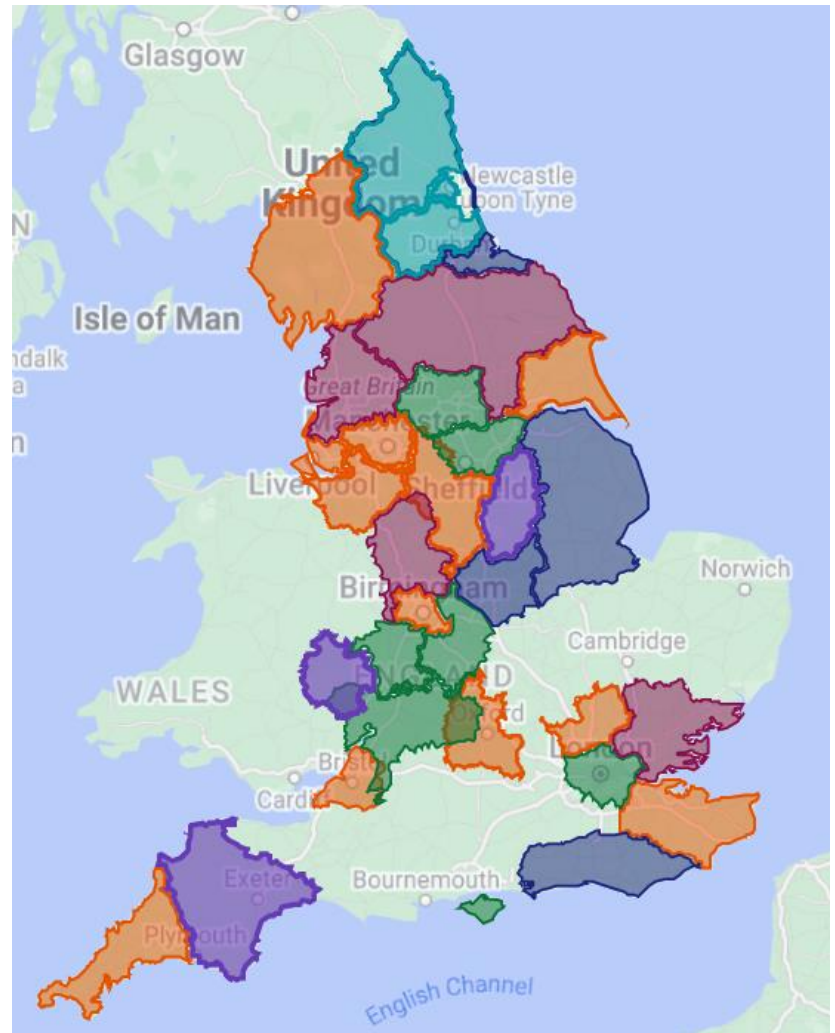 Glasgow
United
Kingdom
Newcastle
upon Tyne
Durham
N
Isle of Man
ndalk
a
n
Great Britain
Manchester
Liverpool
Sheffield
Birmingham
Norwich
Cambridge
WALES
ENGLAND
Oxford
London
Bristol
Cardiff
Exeter
Bournemouth
Plymouth
English Channel